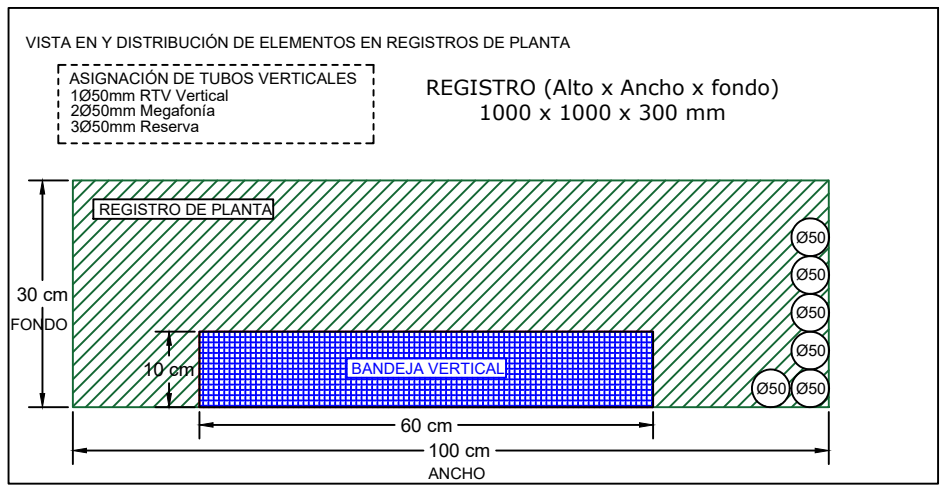 VISTA EN Y DISTRIBUCIÓN DE ELEMENTOS EN REGISTROS DE PLANTA
ASIGNACIÓN DE TUBOS VERTICALES
1Ø50mm RTV Vertical
2Ø50mm Megafonía
3Ø50mm Reserva
REGISTRO (Alto x Ancho x fondo)
1000 x 1000 x 300 mm
REGISTRO DE PLANTA
Ø50
Ø50
30 cm
FONDO
Ø50
Ø50
10 cm
BANDEJA VERTICAL
Ø50 Ø50
60 cm
100 cm
ANCHO